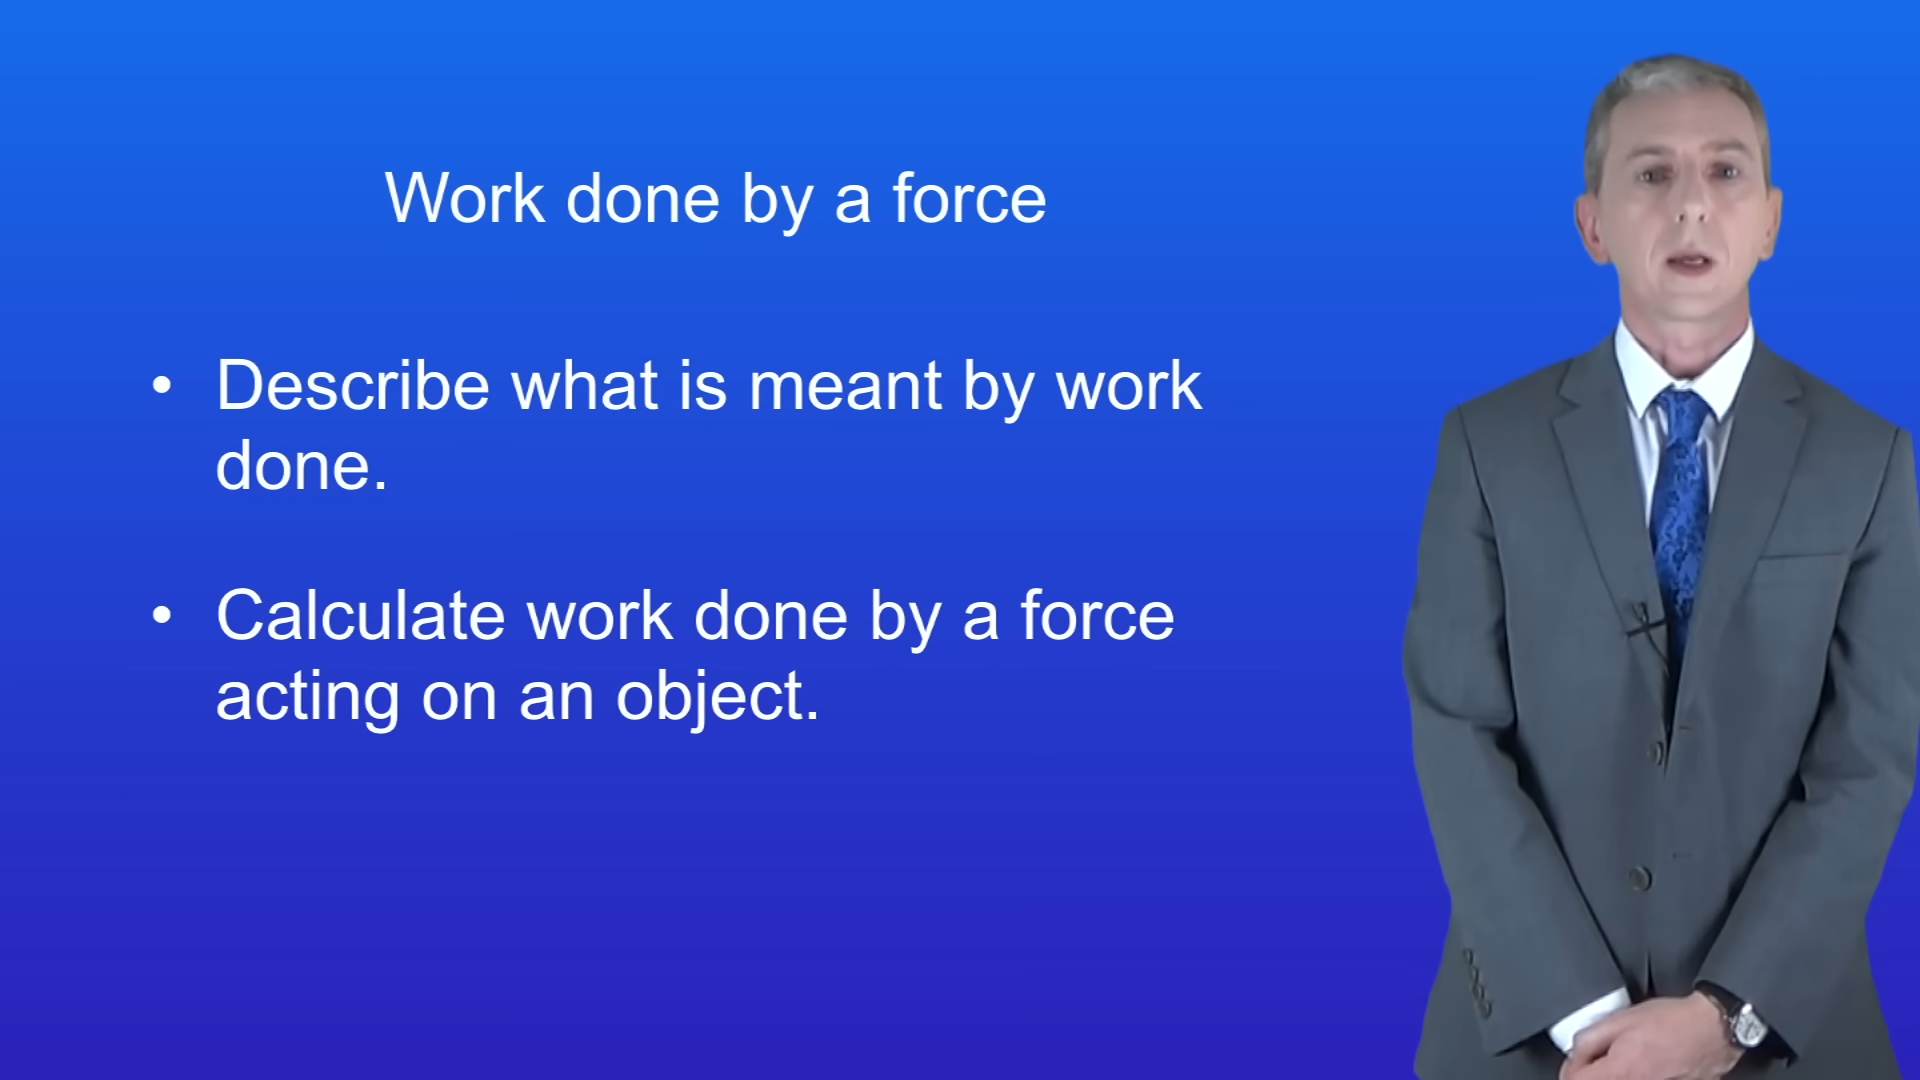 Work done by a force
• Describe what is meant by work
done.
• Calculate work done by a force
acting on an object.